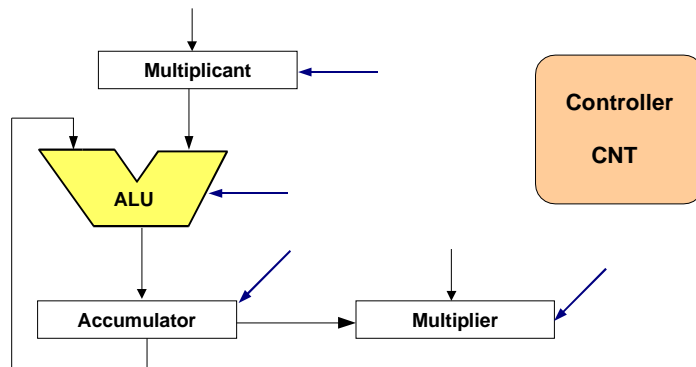 Multiplicant
Controller
CNT
ALU
Accumulator
Multiplier